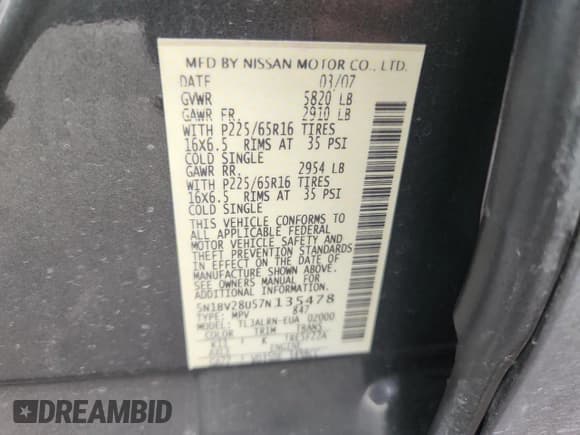 MFD BY NISSAN MOTOR CO., LTD.
DATE 03/07
GVWR 5820 LB
GAWR FR. 2910 LB
WITH P225/65R16 TIRES
16X6.5 RIMS AT 35 PSI
COLD SINGLE
GAWR RR. 2954 LB
WITH P225/65R16 TIRES
16X6.5 RIMS AT 35 PSI
COLD SINGLE
THIS VEHICLE CONFORMS TO
ALL APPLICABLE FEDERAL
MOTOR VEHICLE SAFETY AND
THEFT PREVENTION STANDARDS
IN EFFECT ON THE DATE OF
MANUFACTURE SHOWN ABOVE.
SEE OWNERS MANUAL FOR
ADDITIONAL INFORMATION.
5N1BV28U57N135478
TYPE: MPV 847
MODEL: TLJALRN-EUA 02000
COLOR TRIM TRANS
K11 K RE5F22A
ENGINE
DREAMBID